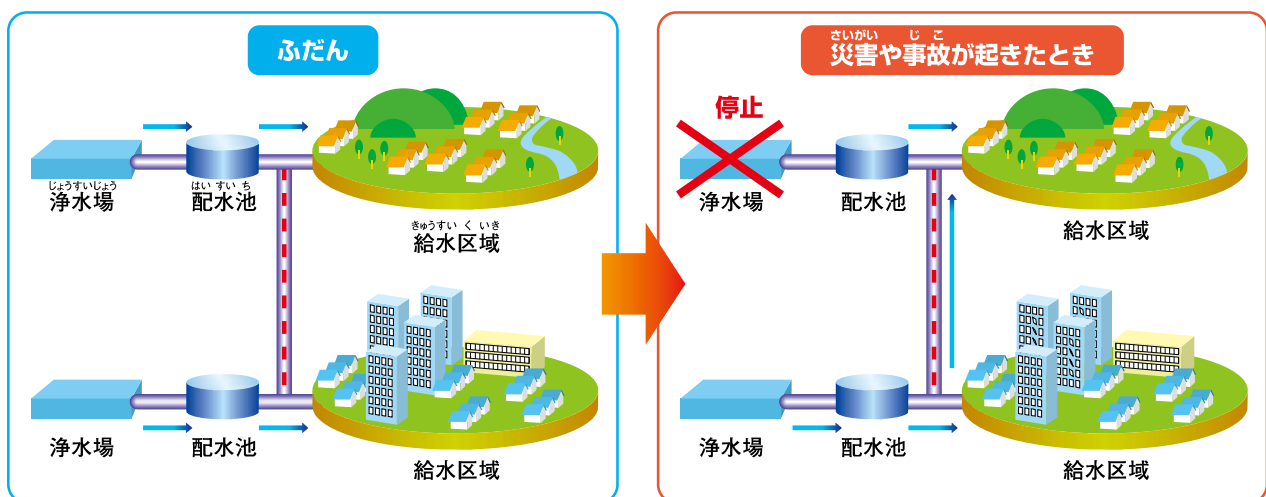 ふだん
じょうすいじょう
浄水場
はいすいち
配水池
きゅうすいくいき
給水区域
浄水場
配水池
給水区域
さいがい じこ
災害や事故が起きたとき
停止
浄水場
配水池
給水区域
浄水場
配水池
給水区域